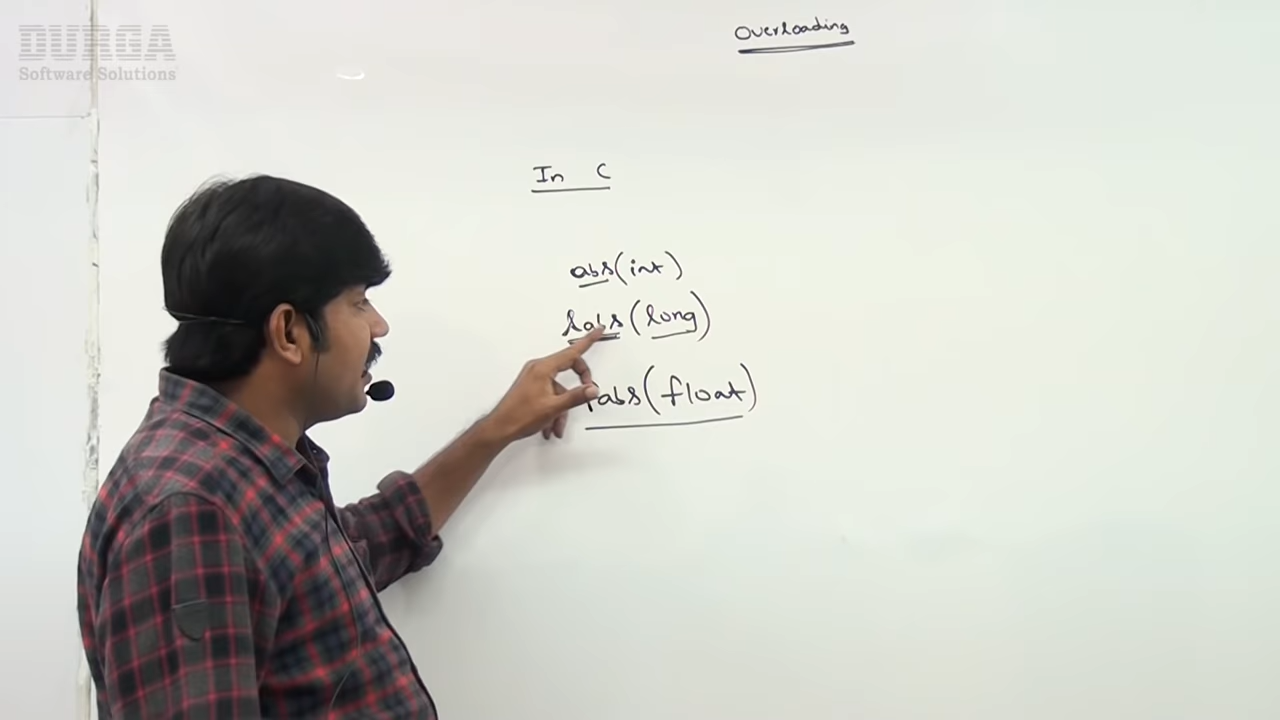 DURGA
Software Solutions
Overloading
In C
abs(int)
labs(long)
fabs(float)